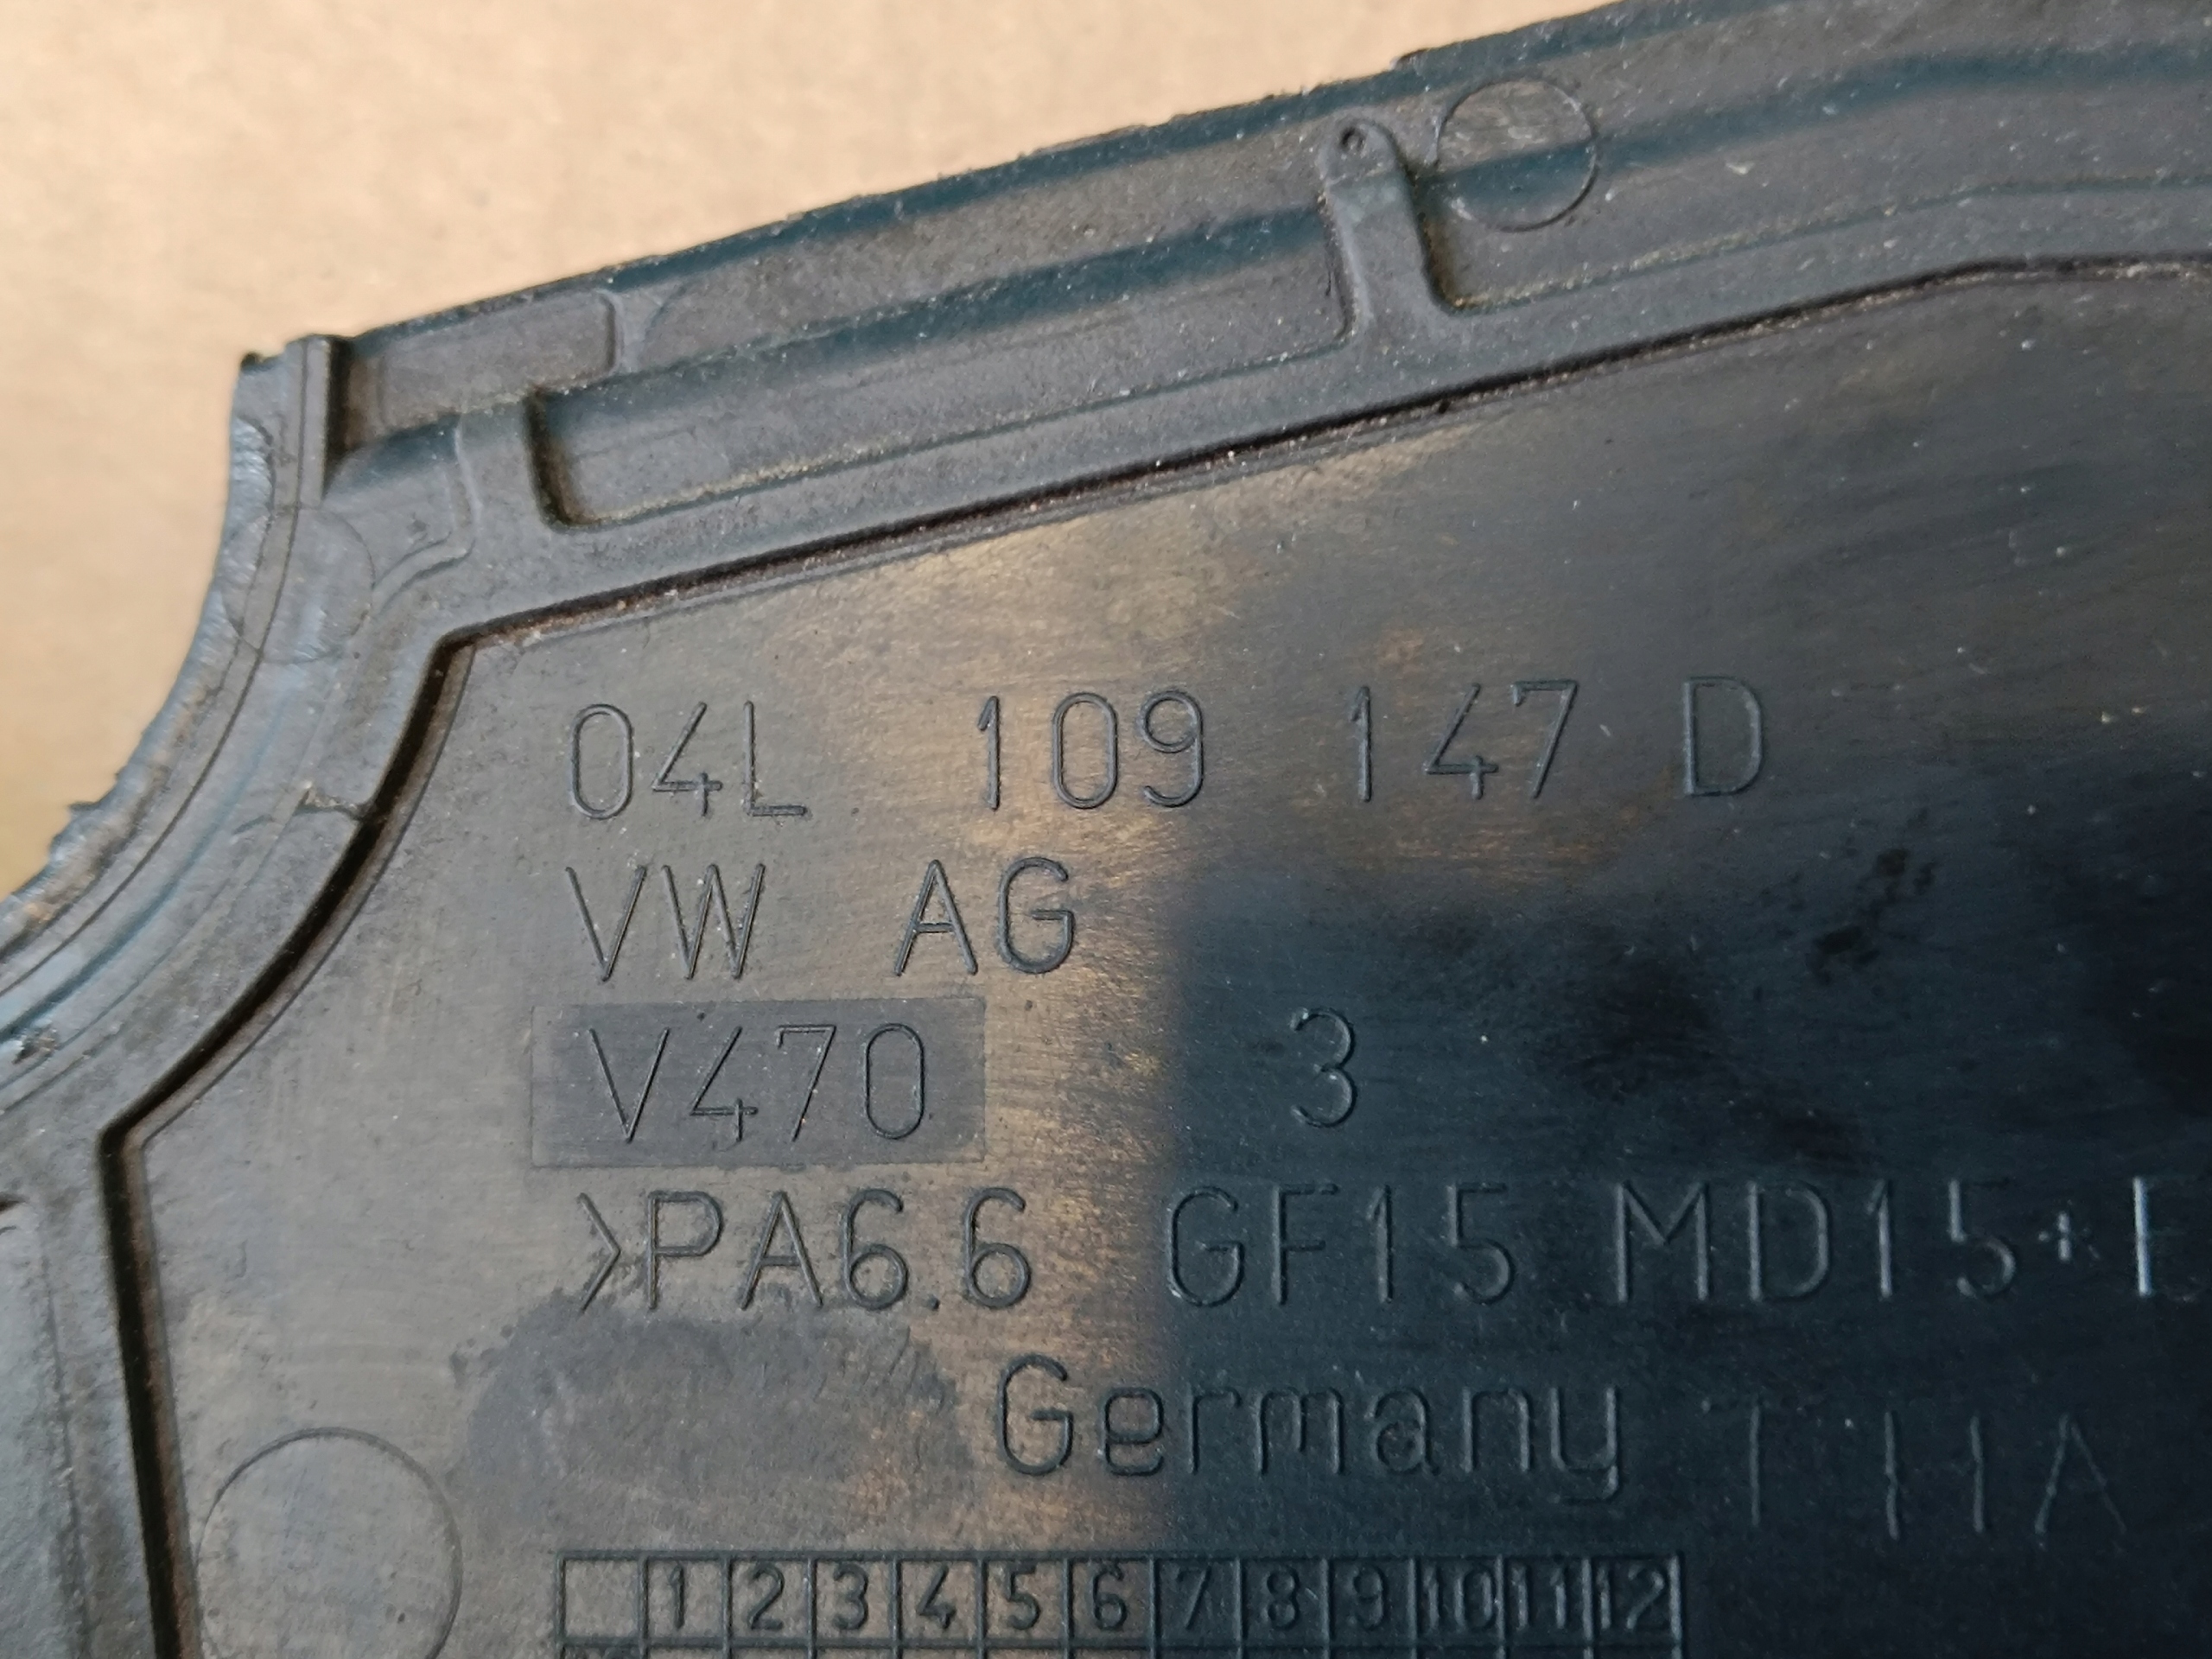 04L 109 147 D
VW AG
V470 3
>PA6.6 GF15 MD15+
Germany
1 2 3 4 5 6 7 8 9 10 11 12